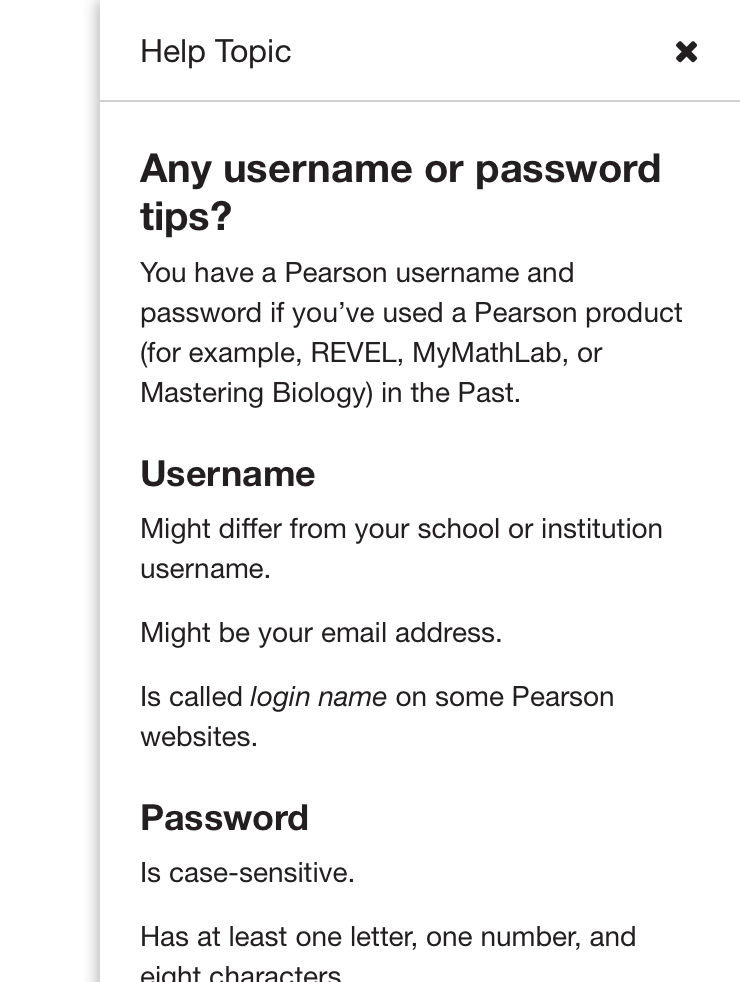 Help Topic
Any username or password
tips?
You have a Pearson username and
password if you’ve used a Pearson product
(for example, REVEL, MyMathLab, or
Mastering Biology) in the Past.
Username
Might differ from your school or institution
username.
Might be your email address.
Is called login name on some Pearson
websites.
Password
Is case-sensitive.
Has at least one letter, one number, and
eight characters